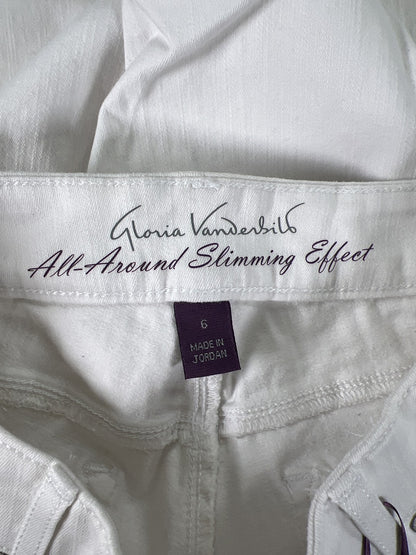 Gloria Vanderbilt
All-Around Slimming Effect
6
MADE IN
JORDAN